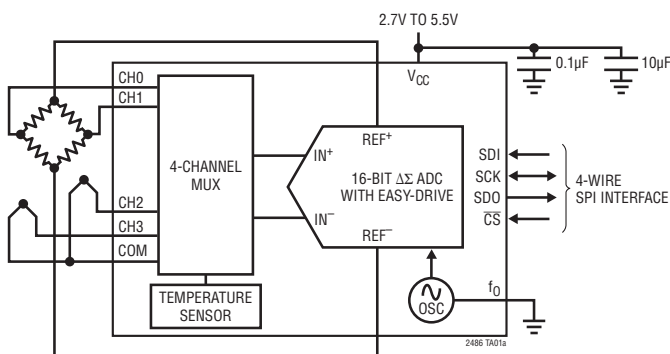 2.7V TO 5.5V
0.1µF
10µF
VCC
CH0
CH1
4-CHANNEL
MUX
CH2
CH3
COM
TEMPERATURE
SENSOR
IN+
IN–
REF+
16-BIT ΔΣ ADC
WITH EASY-DRIVE
REF–
SDI
SCK
SDO
CS
4-WIRE
SPI INTERFACE
fO
OSC
2486 TA01a